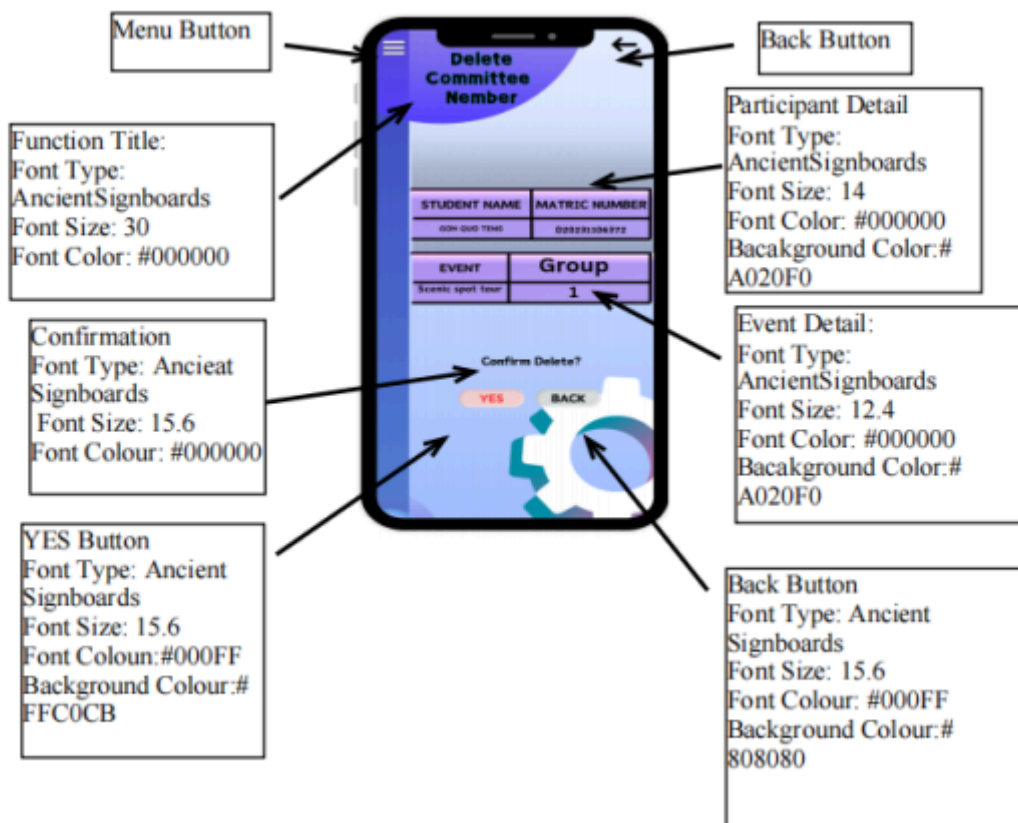 Menu Button
Back Button
Delete
Committee
Nember
Function Title:
Font Type:
AncientSignboards
Font Size: 30
Font Color: #000000
Participant Detail
Font Type:
AncientSignboards
Font Size: 14
Font Color: #000000
Bacakground Color:#
A020F0
STUDENT NAME MATRIC NUMBER
GOH GUO TENG D20231106372
EVENT Group
Scenic spot tour 1
Confirmation
Font Type: Ancieat
Signboards
Font Size: 15.6
Font Colour: #000000
Event Detail:
Font Type:
AncientSignboards
Font Size: 12.4
Font Color: #000000
Bacakground Color:#
A020F0
Confirm Delete?
YES BACK
YES Button
Font Type: Ancient
Signboards
Font Size: 15.6
Font Coloun:#000FF
Background Colour:#
FFC0CB
Back Button
Font Type: Ancient
Signboards
Font Size: 15.6
Font Colour: #000FF
Background Colour:#
808080